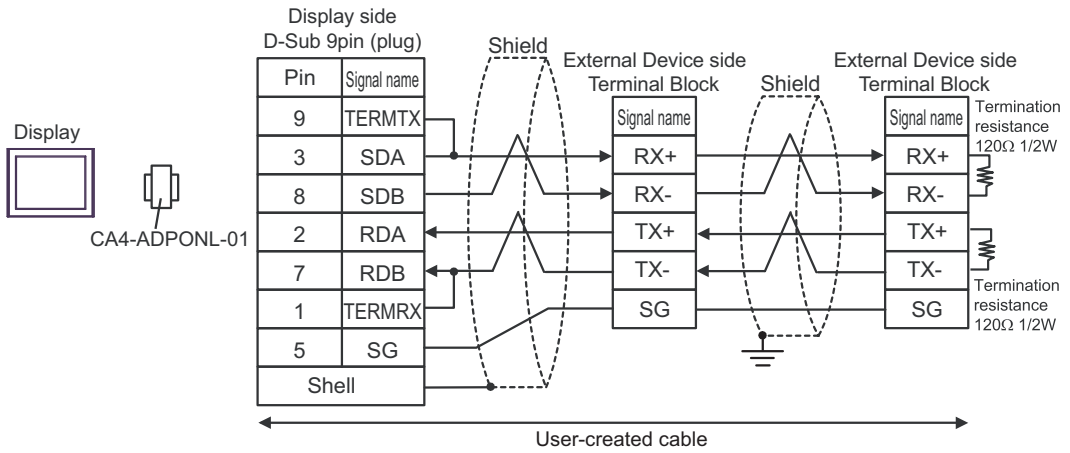 Display side
D-Sub 9pin (plug)
Shield
External Device side
Terminal Block
Shield
External Device side
Terminal Block
Pin Signal name
9 TERMTX
3 SDA
8 SDB
2 RDA
7 RDB
1 TERMRX
5 SG
Shell
Signal name
RX+
RX-
TX+
TX-
SG
Signal name
RX+
RX-
TX+
TX-
SG
Termination
resistance
120Ω 1/2W
Termination
resistance
120Ω 1/2W
Display
CA4-ADPONL-01
User-created cable